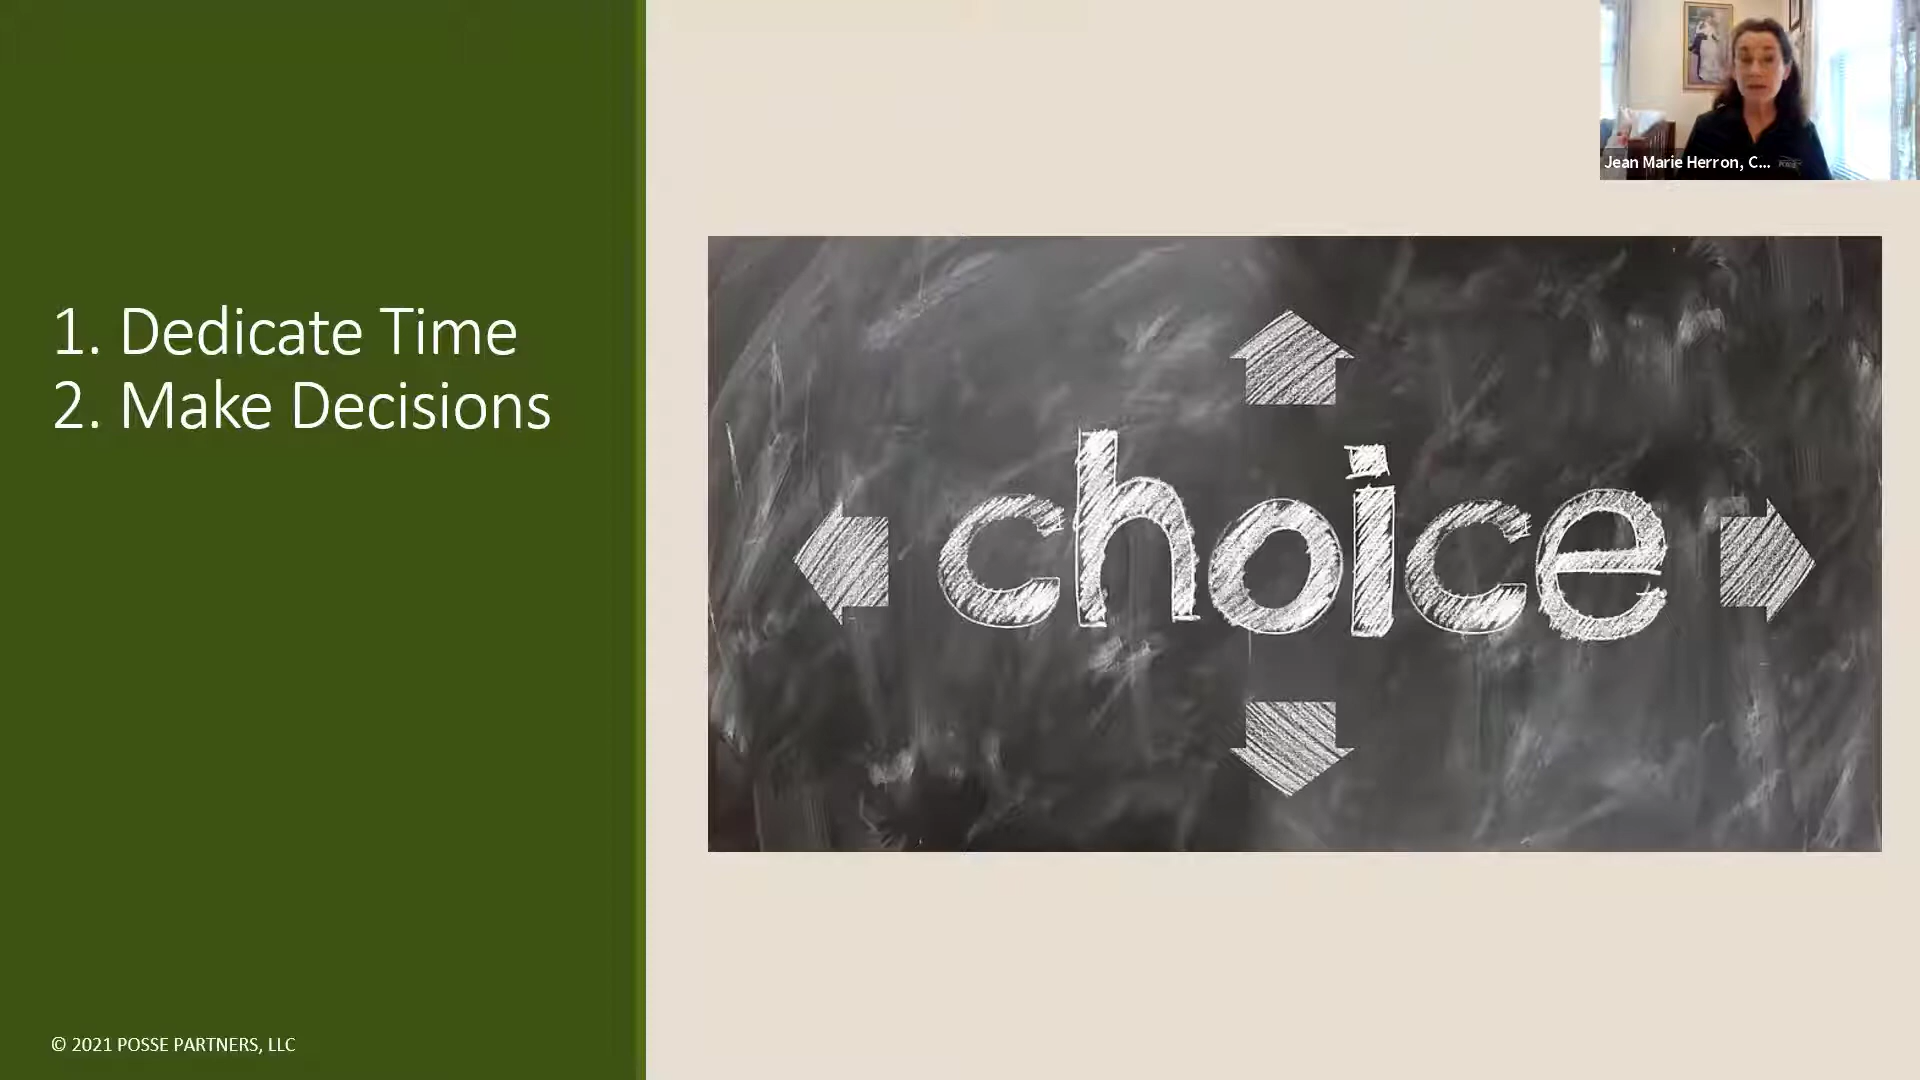 Jean Marie Herron, C...
1. Dedicate Time
2. Make Decisions
choice
© 2021 POSSE PARTNERS, LLC